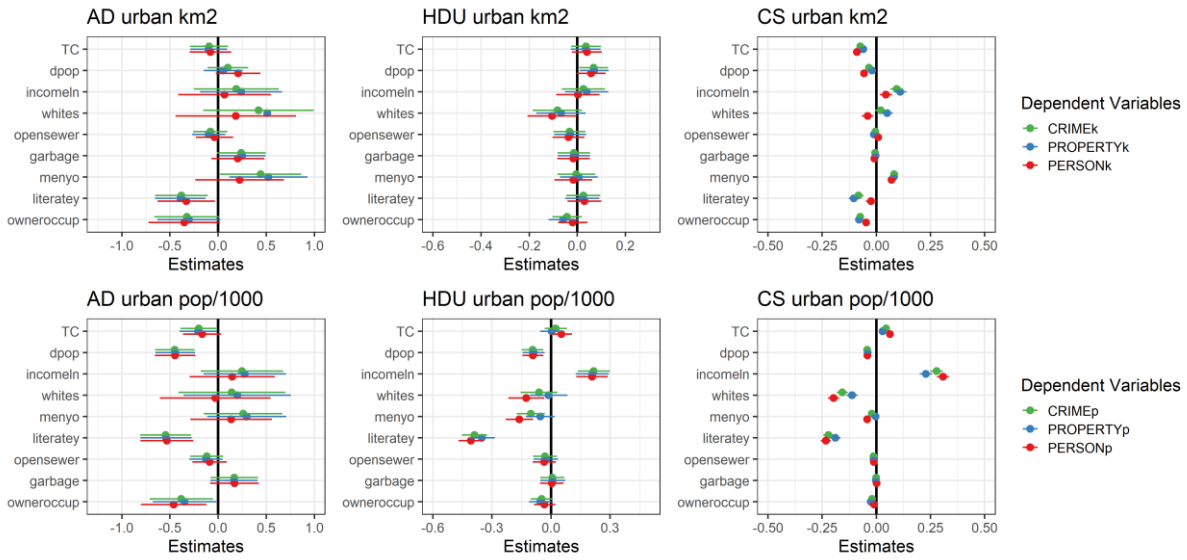 AD urban km2
HDU urban km2
CS urban km2
TC
dpop
incomeln
whites
opensewer
garbage
menyo
literatey
owneroccup
-1.0 -0.5 0.0 0.5 1.0
Estimates
TC
dpop
incomeln
whites
opensewer
garbage
menyo
literatey
owneroccup
-0.6 -0.3 0.0 0.2
Estimates
TC
dpop
incomeln
whites
opensewer
garbage
menyo
literatey
owneroccup
-0.50 -0.25 0.00 0.25 0.50
Estimates
Dependent Variables
CRIMEk
PROPERTYk
PERSONk
AD urban pop/1000
HDU urban pop/1000
CS urban pop/1000
TC
dpop
incomeln
whites
menyo
literatey
opensewer
garbage
owneroccup
-1.0 -0.5 0.0 0.5 1.0
Estimates
TC
dpop
incomeln
whites
menyo
literatey
opensewer
garbage
owneroccup
-0.6 -0.3 0.0 0.3
Estimates
TC
dpop
incomeln
whites
menyo
literatey
opensewer
garbage
owneroccup
-0.50 -0.25 0.00 0.25 0.50
Estimates
Dependent Variables
CRIMEp
PROPERTYp
PERSONp